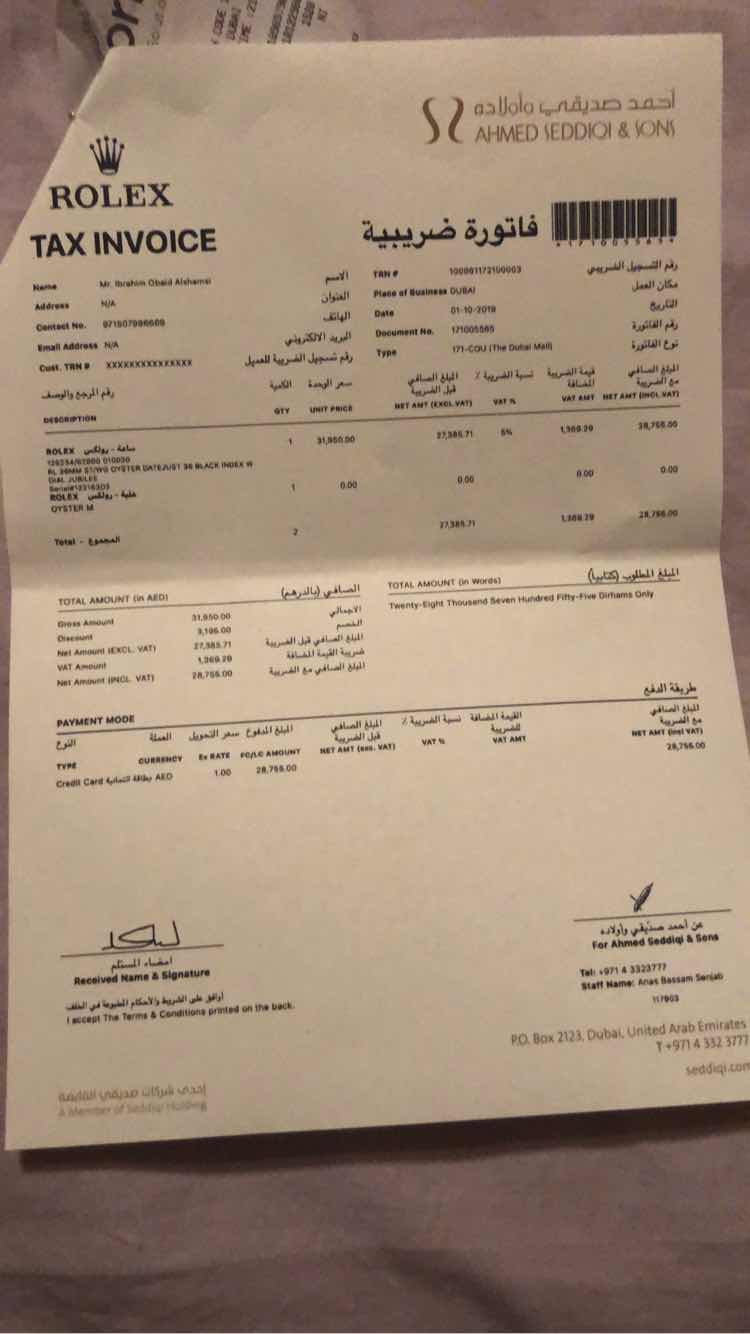 أحمد صديقي وأولاده
AHMED SEDDIQI & SONS
ROLEX
TAX INVOICE
فاتورة ضريبية
Name Mr. Ibrahim Obaid Alshamsi الاسم
Address N/A العنوان
Contact No. الهاتف
Email Address N/A البريد الالكتروني
Cust. TRN # XXXXXXXXXXXXXXX رقم تسجيل الضريبة للعميل
TRN # رقم التسجيل الضريبي
Place of Business DUBAI مكان العمل
Date 01-10-2019 التاريخ
Document No. 171005565 رقم الفاتورة
Type 171-COU (The Dubai Mall) نوع الفاتورة
رقم المرجع والوصف الكمية سعر الوحدة المبلغ الصافي قبل الضريبة نسبة الضريبة ٪ قيمة الضريبة المضافة المبلغ الصافي مع الضريبة
DESCRIPTION QTY UNIT PRICE NET AMT (EXCL.VAT) VAT % VAT AMT NET AMT (INCL.VAT)
ROLEX ساعة - رولكس 1 31,950.00 27,385.71 5% 1,369.29 28,755.00
RL 36MM ST/WG OYSTER DATEJUST 36 BLACK INDEX W
DIAL JUBILEE
ROLEX علبة - رولكس 1 0.00 0.00 0.00 0.00
OYSTER M
Total - المجموع 2 27,385.71 1,369.29 28,755.00
TOTAL AMOUNT (in AED) الصافي (بالدرهم)
Gross Amount 31,950.00 الاجمالي
Discount 3,195.00 الخصم
Net Amount (EXCL. VAT) 27,385.71 المبلغ الصافي قبل الضريبة
VAT Amount 1,369.29 ضريبة القيمة المضافة
Net Amount (INCL. VAT) 28,755.00 المبلغ الصافي مع الضريبة
TOTAL AMOUNT (in Words) المبلغ المطلوب (كتابيا)
Twenty-Eight Thousand Seven Hundred Fifty-Five Dirhams Only
طريقة الدفع
PAYMENT MODE
النوع العملة سعر التحويل المبلغ المدفوع المبلغ الصافي قبل الضريبة نسبة الضريبة ٪ القيمة المضافة للضريبة المبلغ الصافي مع الضريبة
TYPE CURRENCY Ex RATE FC/LC AMOUNT NET AMT (exc. VAT) VAT % VAT AMT NET AMT (incl VAT)
Credit Card بطاقة ائتمانية AED 1.00 28,755.00 28,755.00
امضاء المستلم
Received Name & Signature
أوافق على الشروط والأحكام المطبوعة في الخلف
I accept The Terms & Conditions printed on the back.
عن أحمد صدّيقي وأولاده
For Ahmed Seddiqi & Sons
Tel: +971 4 3323777
Staff Name: Anas Bassam Senjab
117903
P.O. Box 2123, Dubai, United Arab Emirates
T +971 4 332 3777
seddiqi.com
إحدى شركات صديقي القابضة
A Member of Seddiqi Holding